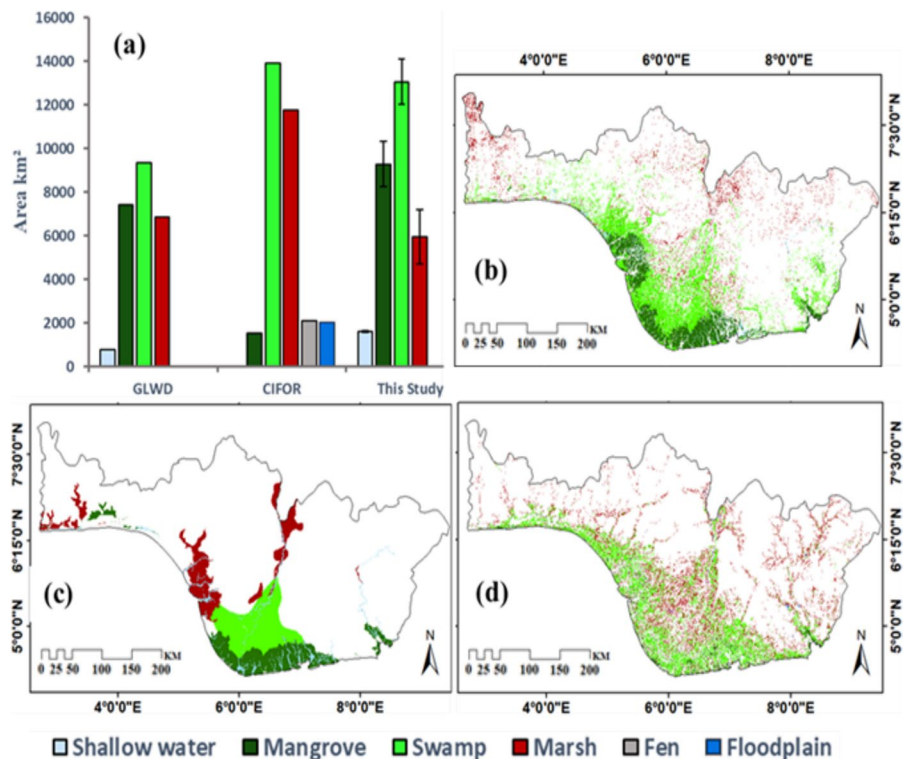 16000
14000
12000
10000
8000
6000
4000
2000
0
Area km²
(a)
GLWD
CIFOR
This Study
4°0'0"E 6°0'0"E 8°0'0"E
7°30'0"N
6°15'0"N
5°0'0"N
(b)
N
0 25 50 100 150 200
KM
7°30'0"N
6°15'0"N
5°0'0"N
(c)
N
0 25 50 100 150 200
KM
4°0'0"E 6°0'0"E 8°0'0"E
7°30'0"N
6°15'0"N
5°0'0"N
(d)
N
0 25 50 100 150 200
KM
4°0'0"E 6°0'0"E 8°0'0"E
Shallow water Mangrove Swamp Marsh Fen Floodplain